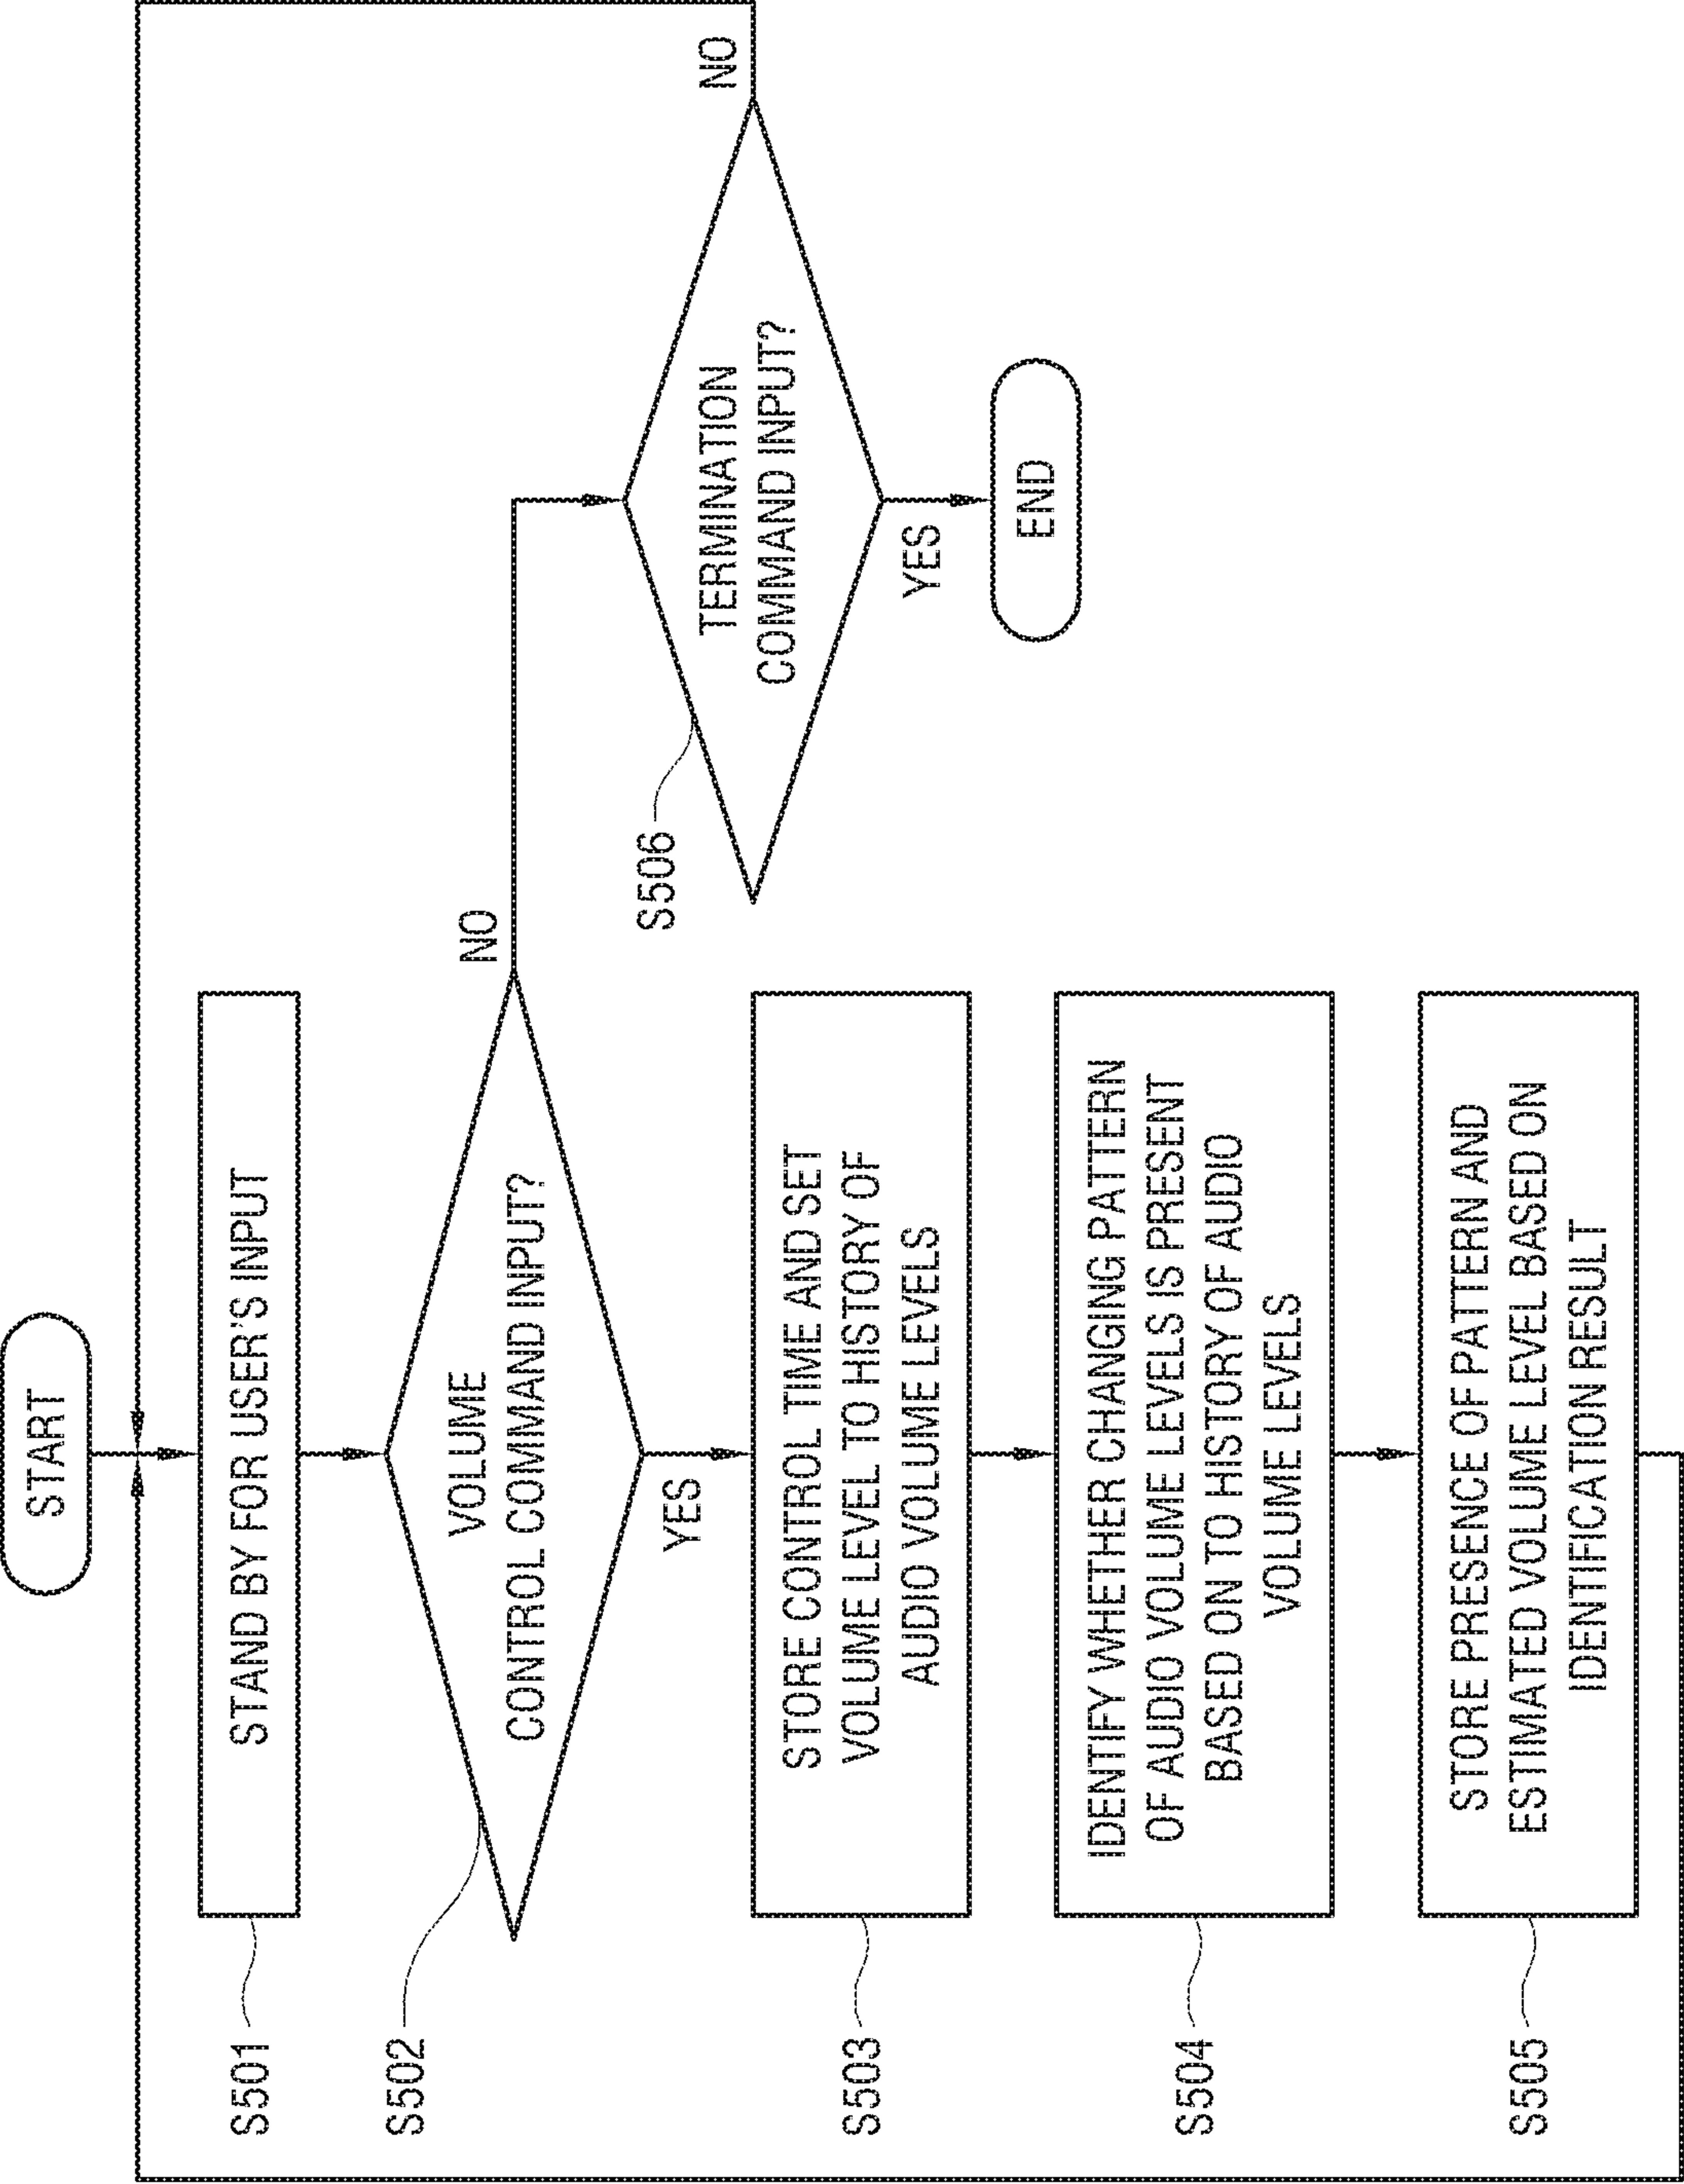 START
S501
STAND BY FOR USER'S INPUT
S502
VOLUME
CONTROL COMMAND INPUT?
NO
YES
S503
STORE CONTROL TIME AND SET
VOLUME LEVEL TO HISTORY OF
AUDIO VOLUME LEVELS
S504
IDENTIFY WHETHER CHANGING PATTERN
OF AUDIO VOLUME LEVELS IS PRESENT
BASED ON TO HISTORY OF AUDIO
VOLUME LEVELS
S505
STORE PRESENCE OF PATTERN AND
ESTIMATED VOLUME LEVEL BASED ON
IDENTIFICATION RESULT
S506
TERMINATION
COMMAND INPUT?
NO
YES
END